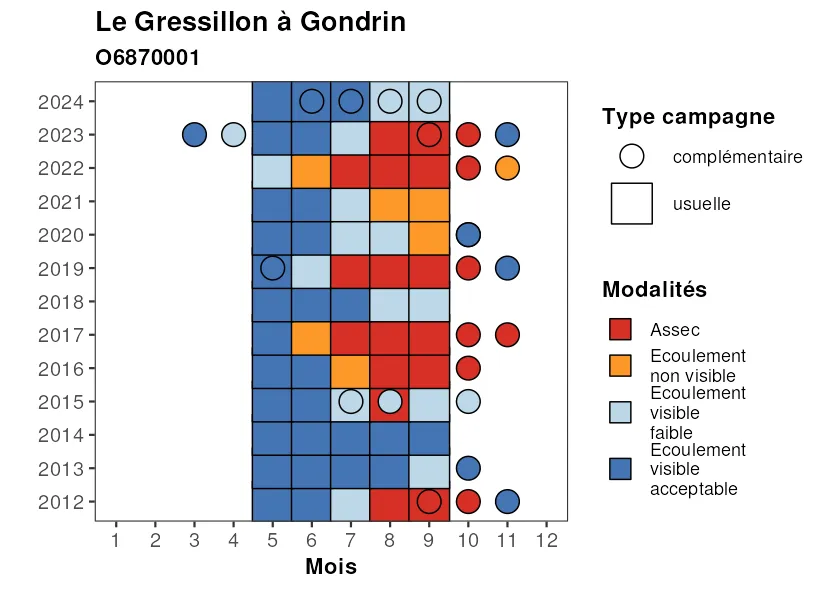 Le Gressillon à Gondrin
O6870001
2024
2023
2022
2021
2020
2019
2018
2017
2016
2015
2014
2013
2012
1 2 3 4 5 6 7 8 9 10 11 12
Mois
Type campagne
complémentaire
usuelle
Modalités
Assec
Ecoulement
non visible
Ecoulement
visible
faible
Ecoulement
visible
acceptable